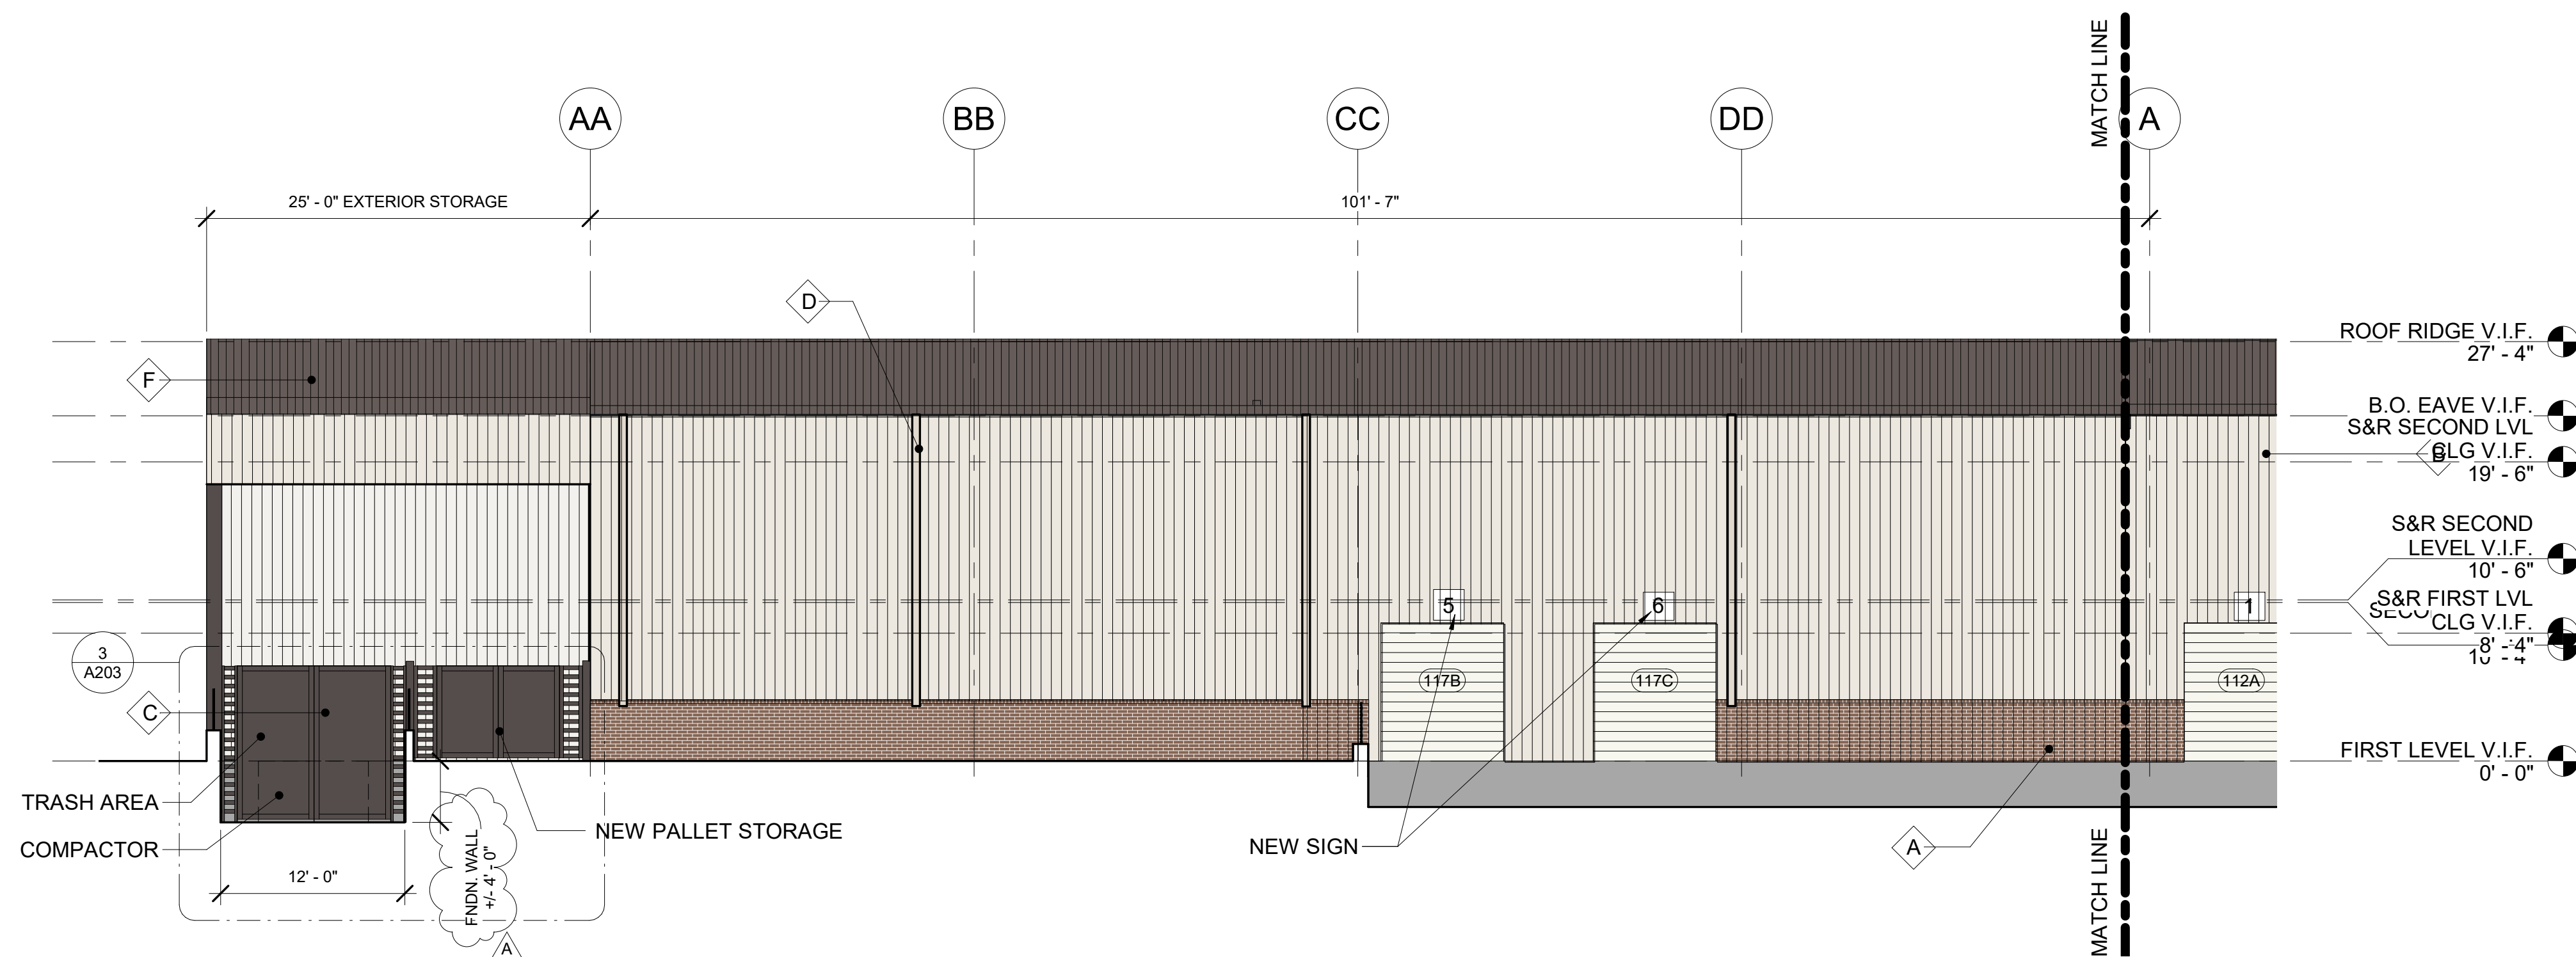 MATCH LINE
AA
BB
CC
DD
A
25' - 0" EXTERIOR STORAGE
101' - 7"
D
F
ROOF RIDGE V.I.F.
27' - 4"
B.O. EAVE V.I.F.
S&R SECOND LVL
CLG V.I.F.
19' - 6"
B
S&R SECOND
LEVEL V.I.F.
10' - 6"
S&R FIRST LVL
CLG V.I.F.
8' - 4"
10' - 4"
5
6
1
3
A203
117B
117C
112A
C
FIRST LEVEL V.I.F.
0' - 0"
TRASH AREA
NEW PALLET STORAGE
COMPACTOR
NEW SIGN
A
12' - 0"
FNDN. WALL
+/- 4' - 0"
A
MATCH LINE